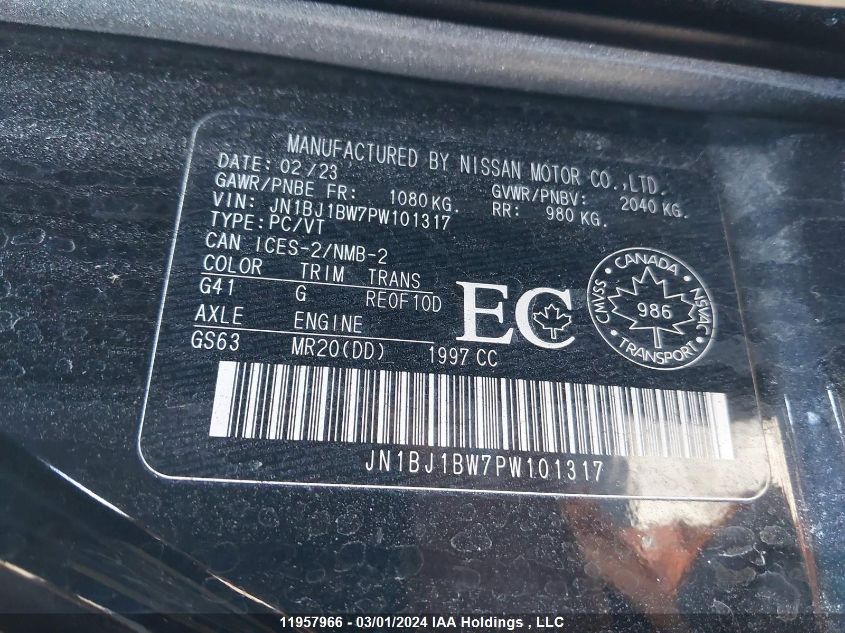 MANUFACTURED BY NISSAN MOTOR CO.,LTD.
DATE: 02/23
GAWR/PNBE FR: 1080 KG. GVWR/PNBV: 2040 KG.
VIN: JN1BJ1BW7PW101317 RR: 980 KG.
TYPE: PC/VT
CAN ICES-2/NMB-2
COLOR TRIM TRANS
G41 G RE0F10D
AXLE ENGINE
GS63 MR20(DD) 1997 CC
EC
CANADA
CMVSS 986 NSVAC
TRANSPORT
JN1BJ1BW7PW101317
11957966 - 03/01/2024 IAA Holdings , LLC